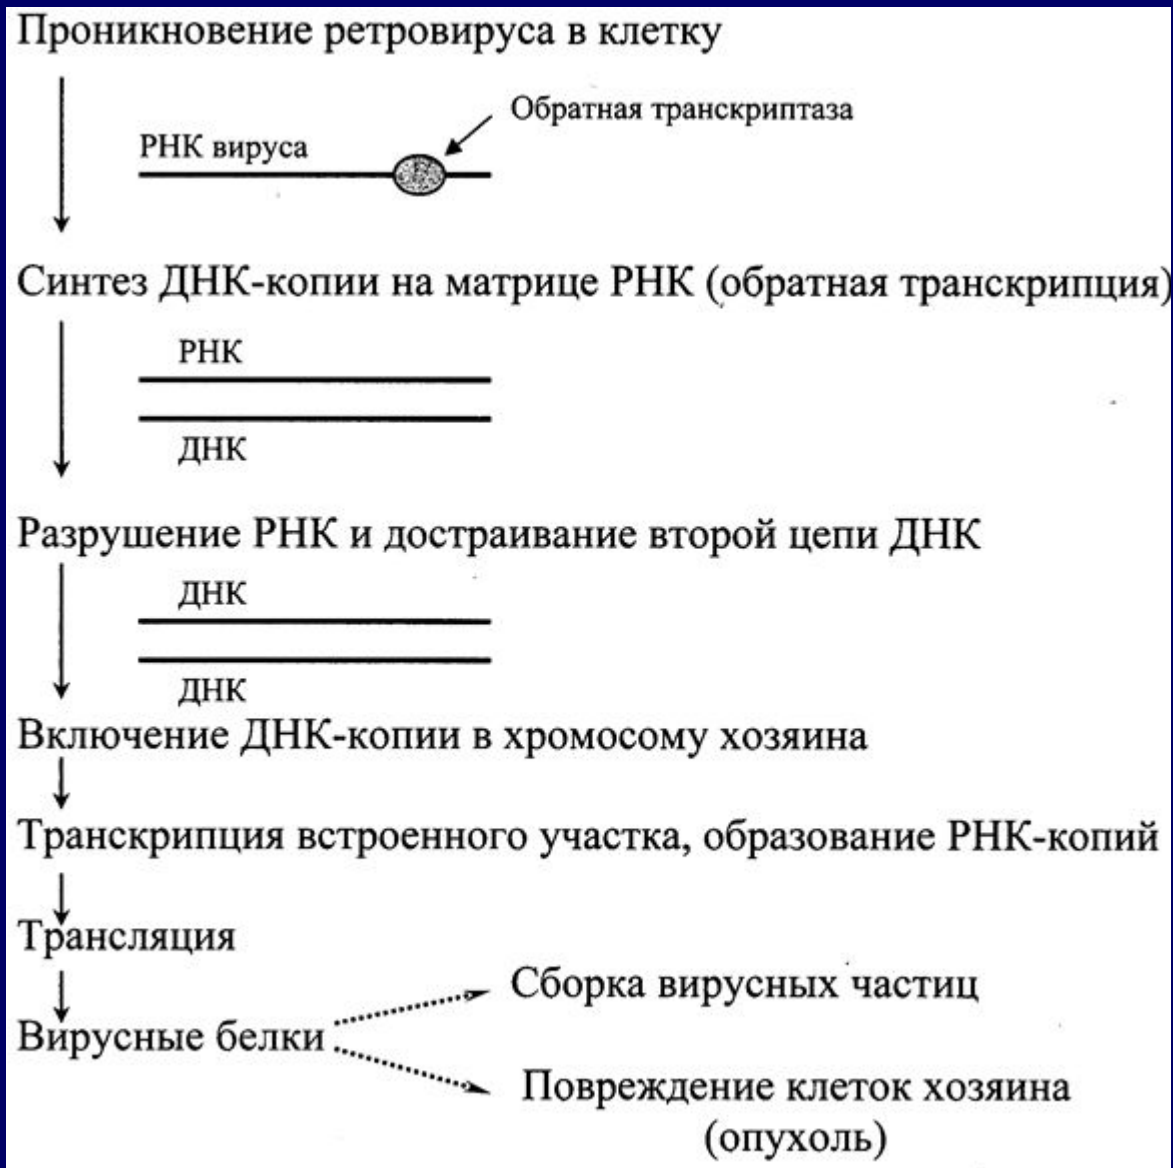 Проникновение ретровируса в клетку
Обратная транскриптаза
РНК вируса
Синтез ДНК-копии на матрице РНК (обратная транскрипция)
РНК
ДНК
Разрушение РНК и достраивание второй цепи ДНК
ДНК
ДНК
Включение ДНК-копии в хромосому хозяина
Транскрипция встроенного участка, образование РНК-копий
Трансляция
Сборка вирусных частиц
Вирусные белки
Повреждение клеток хозяина
(опухоль)